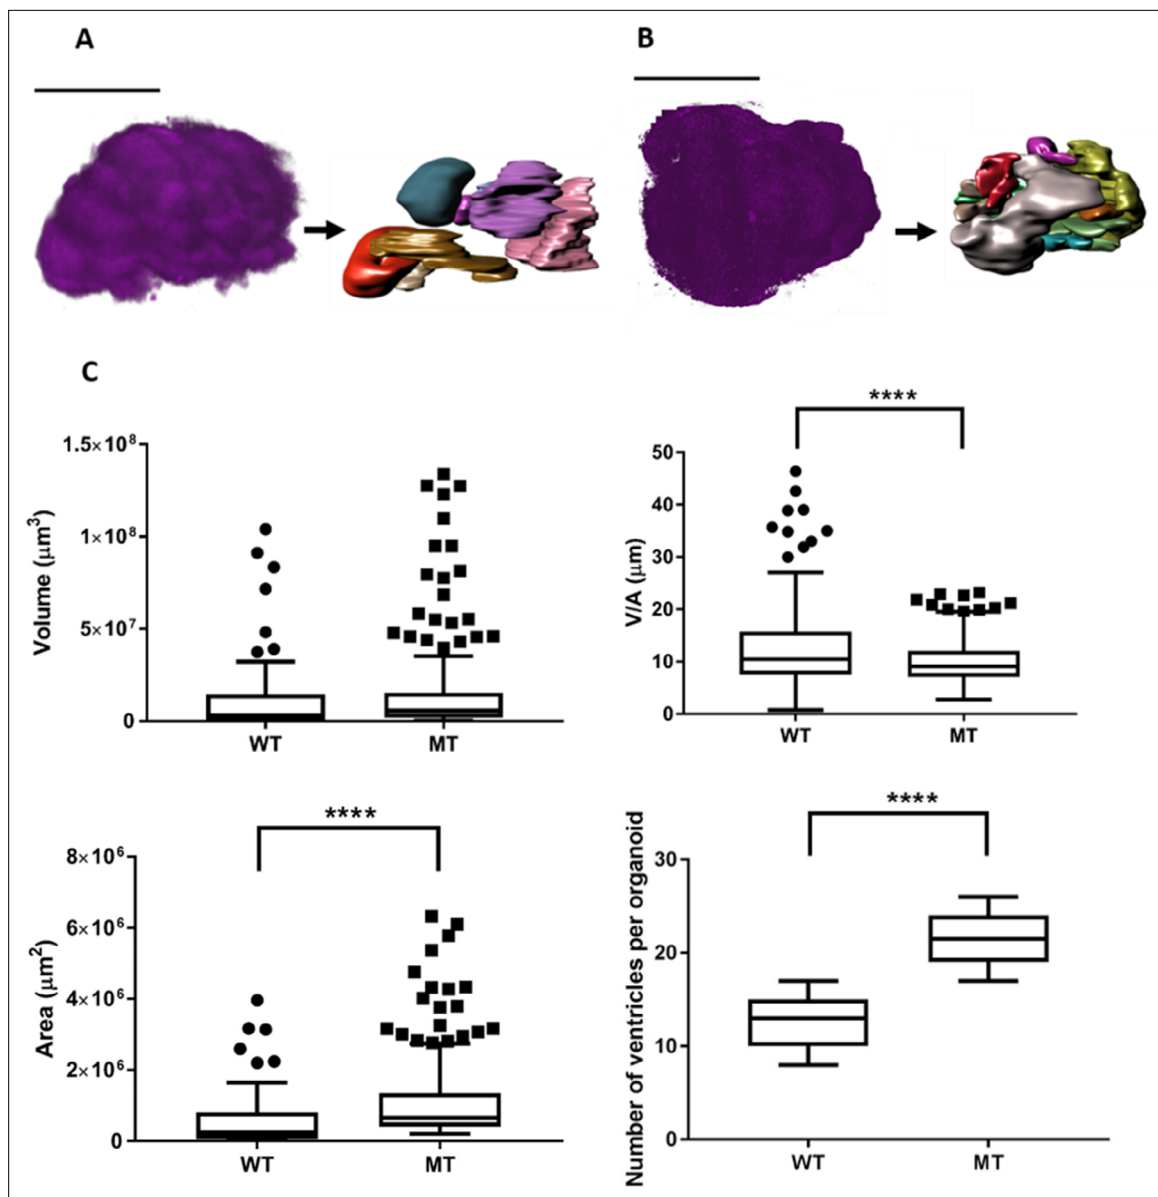 A
B
C
Volume (μm³)
1.5×10⁸
1×10⁸
5×10⁷
0
WT
MT
****
V/A (μm)
50
40
30
20
10
0
WT
MT
****
Area (μm²)
8×10⁶
6×10⁶
4×10⁶
2×10⁶
0
WT
MT
****
Number of ventricles per organoid
30
20
10
0
WT
MT